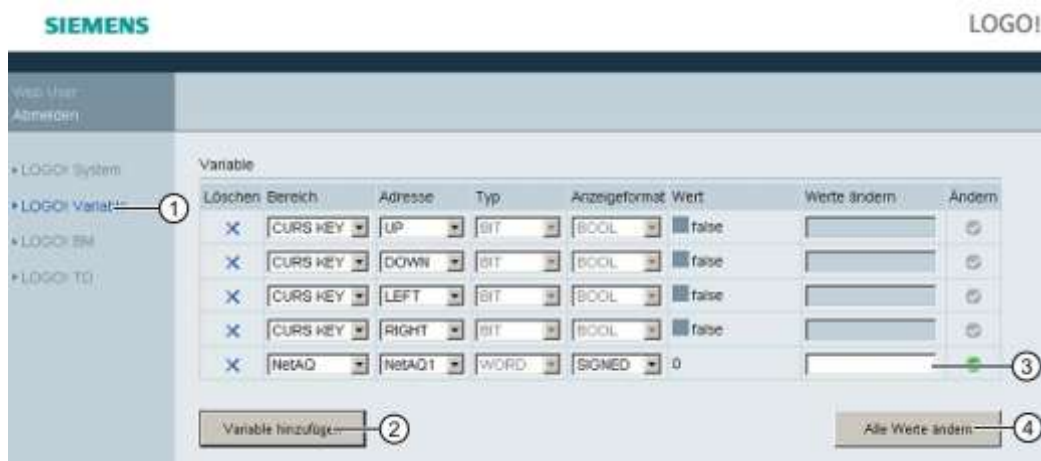 SIEMENS
LOGO!
Web User
Abmelden
LOGO! System
LOGO! Variable
LOGO! BM
LOGO! TD
1
Variable
Löschen Bereich Adresse Typ Anzeigeformat Wert Werte ändern Ändern
CURS KEY UP BIT BOOL false
CURS KEY DOWN BIT BOOL false
CURS KEY LEFT BIT BOOL false
CURS KEY RIGHT BIT BOOL false
NetAQ NetAQ1 WORD SIGNED 0
3
Variable hinzufügen 2
Alle Werte ändern 4